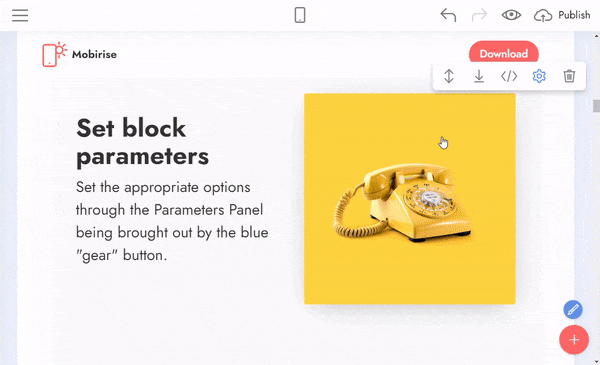 Publish
Mobirise
Download
Set block
parameters
Set the appropriate options
through the Parameters Panel
being brought out by the blue
"gear" button.